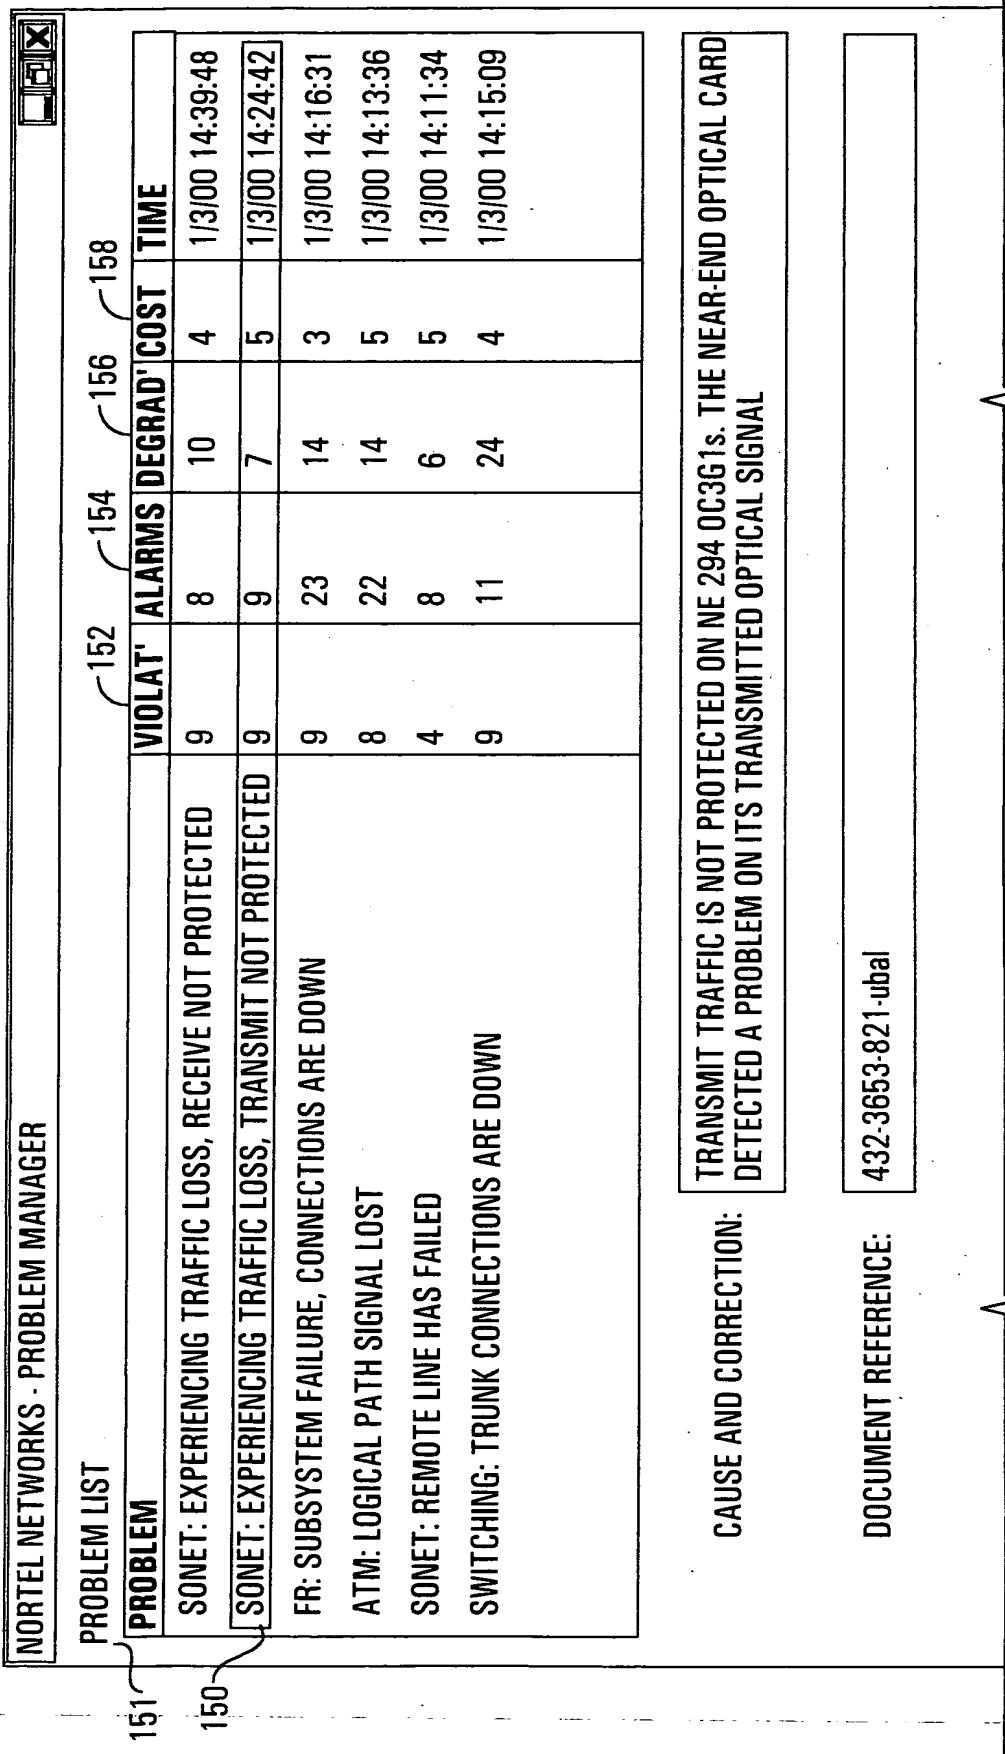 NORTEL NETWORKS - PROBLEM MANAGER
151
PROBLEM LIST
152 154 156 158
PROBLEM VIOLAT' ALARMS DEGRAD' COST TIME
SONET: EXPERIENCING TRAFFIC LOSS, RECEIVE NOT PROTECTED 9 8 10 4 1/3/00 14:39:48
150 SONET: EXPERIENCING TRAFFIC LOSS, TRANSMIT NOT PROTECTED 9 9 7 5 1/3/00 14:24:42
FR: SUBSYSTEM FAILURE, CONNECTIONS ARE DOWN 9 23 14 3 1/3/00 14:16:31
ATM: LOGICAL PATH SIGNAL LOST 8 22 14 5 1/3/00 14:13:36
SONET: REMOTE LINE HAS FAILED 4 8 6 5 1/3/00 14:11:34
SWITCHING: TRUNK CONNECTIONS ARE DOWN 9 11 24 4 1/3/00 14:15:09
CAUSE AND CORRECTION: TRANSMIT TRAFFIC IS NOT PROTECTED ON NE 294 0C3G1s. THE NEAR-END OPTICAL CARD
DETECTED A PROBLEM ON ITS TRANSMITTED OPTICAL SIGNAL
DOCUMENT REFERENCE: 432-3653-821-ubal